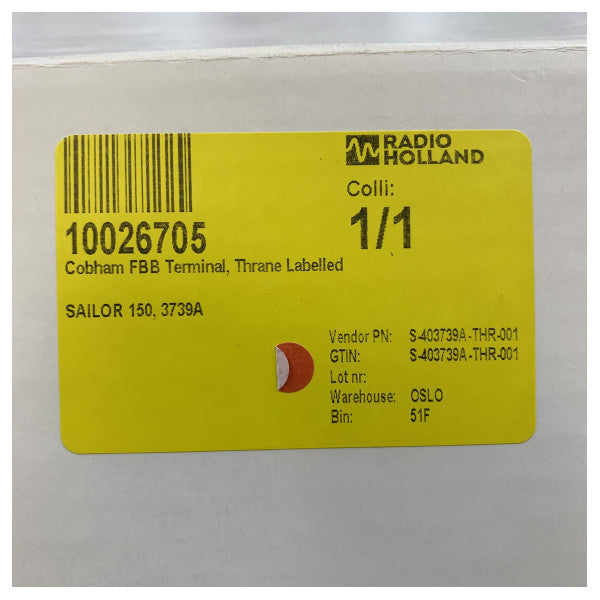 RADIO
HOLLAND
Colli:
1/1
10026705
Cobham FBB Terminal, Thrane Labelled
SAILOR 150, 3739A
Vendor PN: S-403739A-THR-001
GTIN: S-403739A-THR-001
Lot nr:
Warehouse: OSLO
Bin: 51F